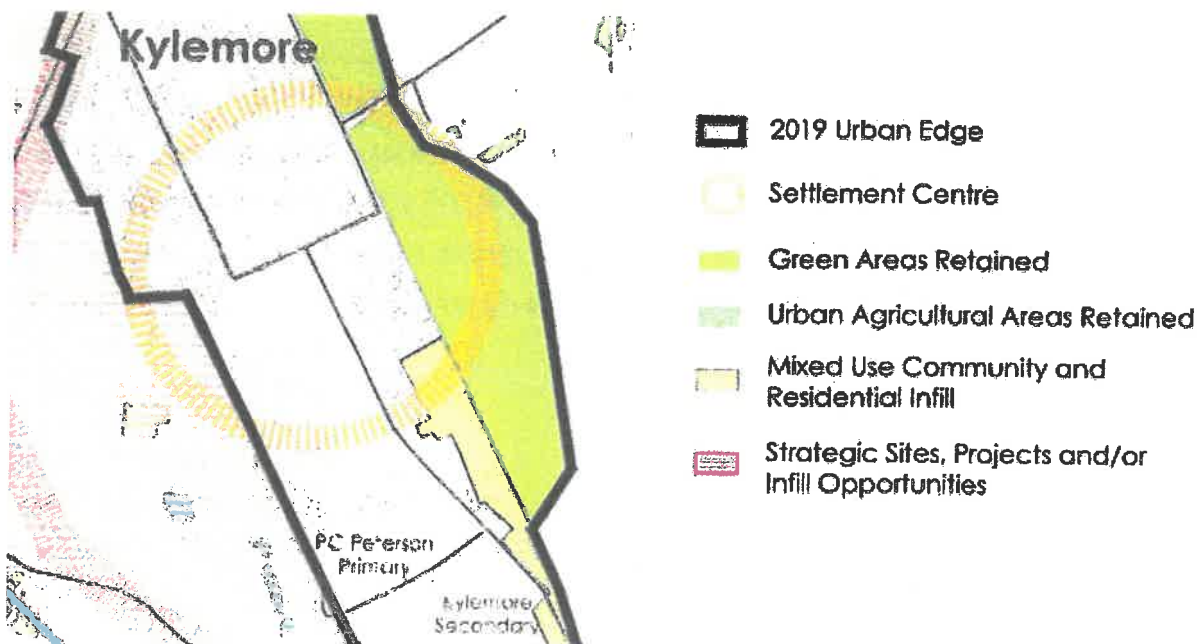 Kylemore
PC Peterson
Primary
Kylemore
Secondary
2019 Urban Edge
Settlement Centre
Green Areas Retained
Urban Agricultural Areas Retained
Mixed Use Community and
Residential Infill
Strategic Sites, Projects and/or
Infill Opportunities